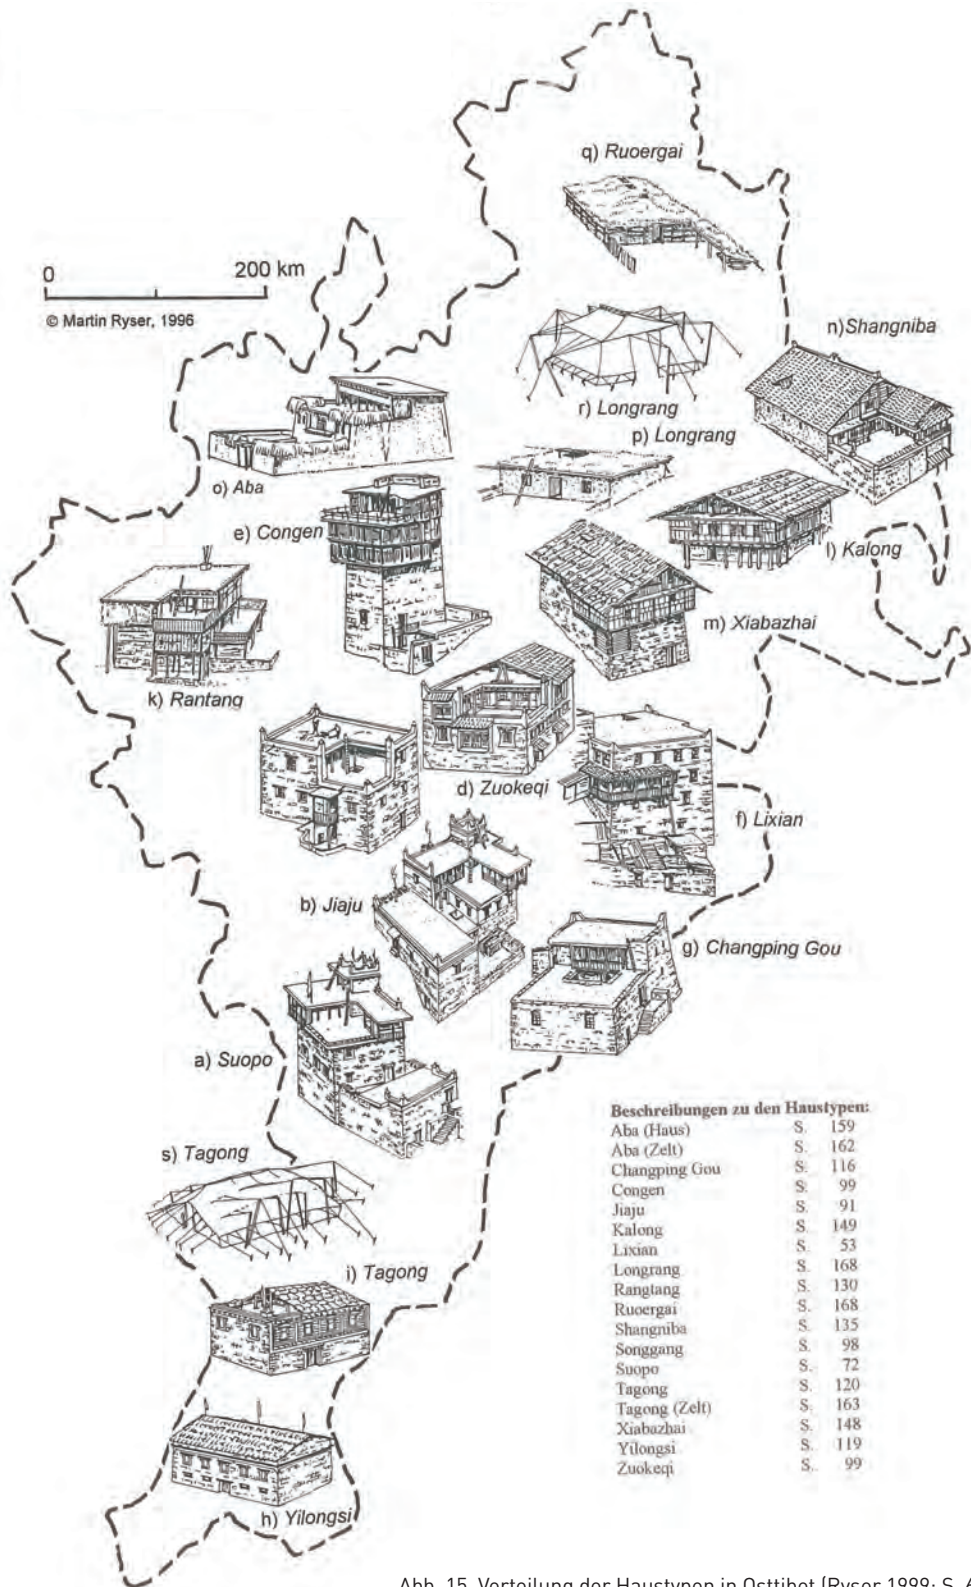 q) Ruoergai
0 200 km
© Martin Ryser, 1996
n)Shangniba
r) Longrang
p) Longrang
o) Aba
e) Congen
l) Kalong
m) Xiabazhai
k) Rantang
d) Zuokeqi
f) Lixian
b) Jiaju
g) Changping Gou
a) Suopo
s) Tagong
i) Tagong
h) Yilongsi
Beschreibungen zu den Haustypen:
Aba (Haus) S. 159
Aba (Zelt) S. 162
Changping Gou S. 116
Congen S. 99
Jiaju S. 91
Kalong S. 149
Lixian S. 53
Longrang S. 168
Rangtang S. 130
Ruoergai S. 168
Shangniba S. 135
Songgang S. 98
Suopo S. 72
Tagong S. 120
Tagong (Zelt) S. 163
Xiabazhai S. 148
Yilongsi S. 119
Zuokeqi S. 99
Abb. 15. Verteilung der Haustypen in Osttibet (Ryser 1999: S.